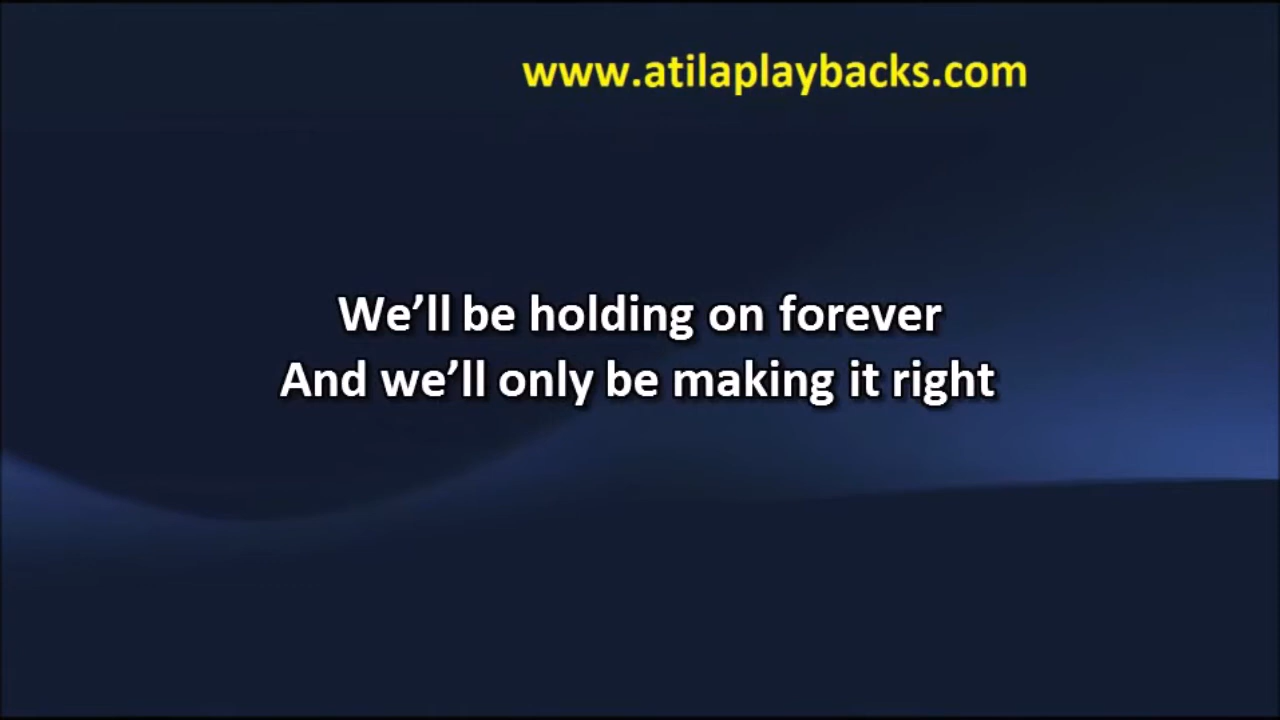 www.atilaplaybacks.com
We’ll be holding on forever
And we’ll only be making it right